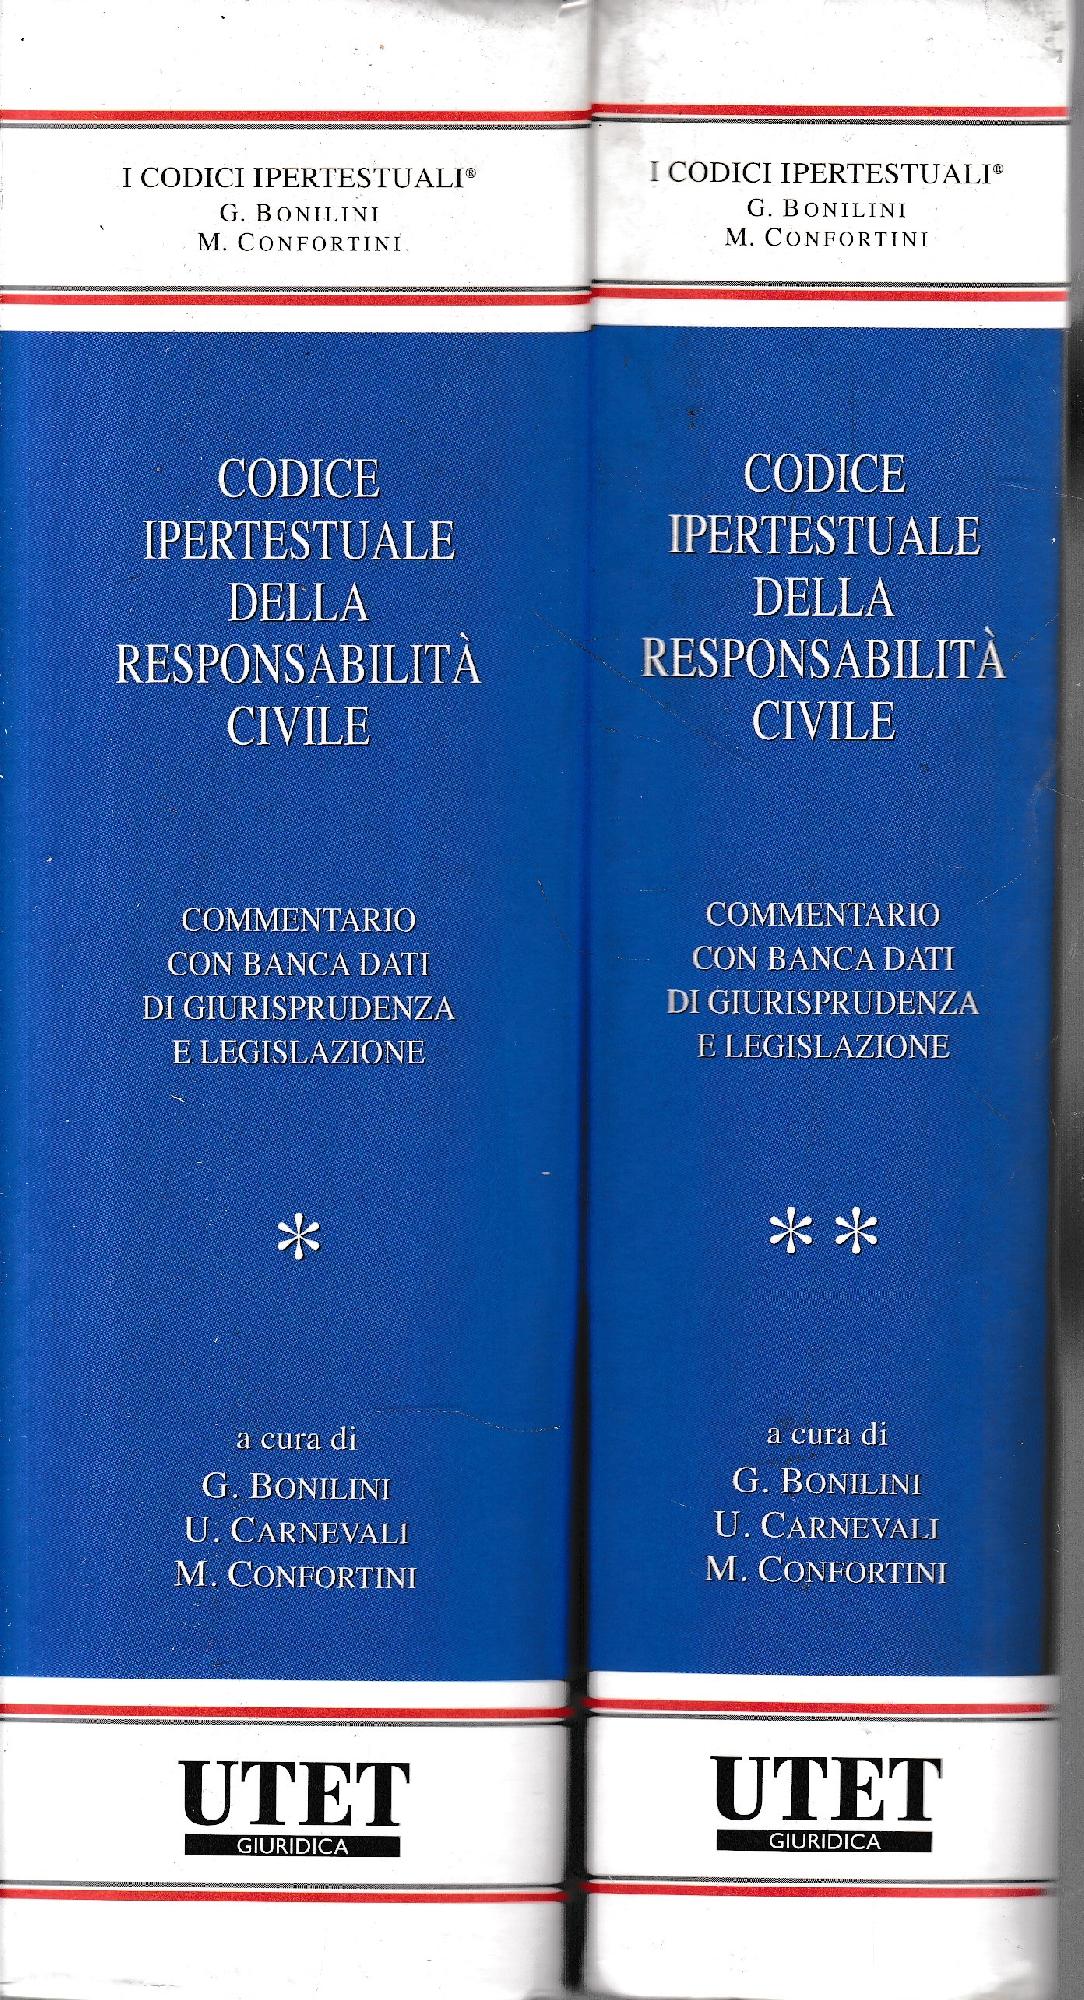 I CODICI IPERTESTUALI®
G. BONILINI
M. CONFORTINI
CODICE
IPERTESTUALE
DELLA
RESPONSABILITÀ
CIVILE
COMMENTARIO
CON BANCA DATI
DI GIURISPRUDENZA
E LEGISLAZIONE
*
a cura di
G. BONILINI
U. CARNEVALI
M. CONFORTINI
UTET
GIURIDICA
I CODICI IPERTESTUALI®
G. BONILINI
M. CONFORTINI
CODICE
IPERTESTUALE
DELLA
RESPONSABILITÀ
CIVILE
COMMENTARIO
CON BANCA DATI
DI GIURISPRUDENZA
E LEGISLAZIONE
* *
a cura di
G. BONILINI
U. CARNEVALI
M. CONFORTINI
UTET
GIURIDICA